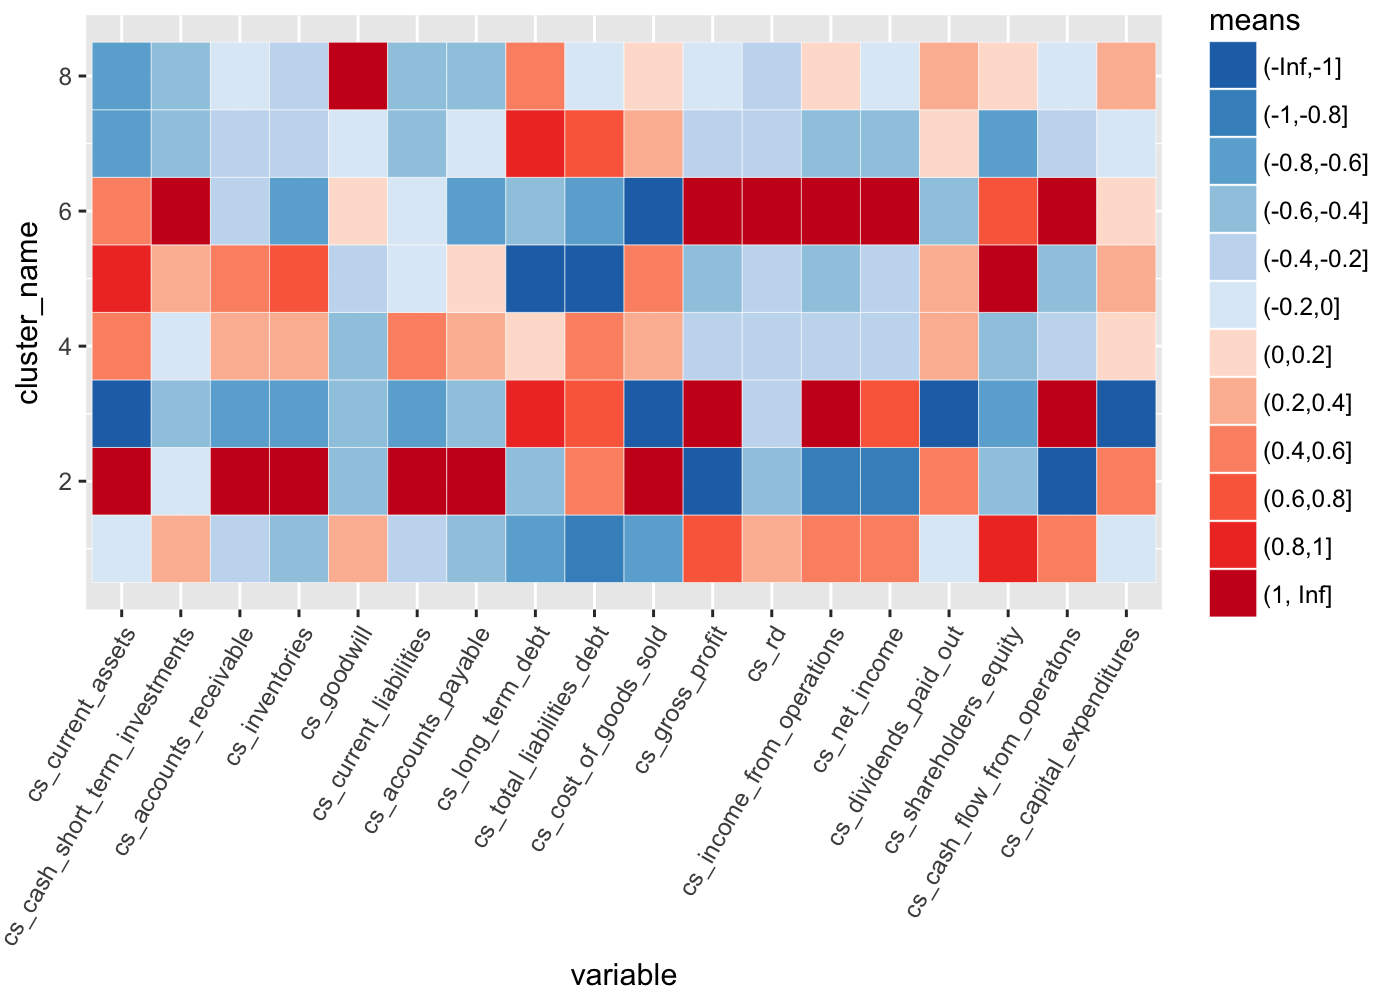 means
(-Inf,-1]
(-1,-0.8]
(-0.8,-0.6]
(-0.6,-0.4]
(-0.4,-0.2]
(-0.2,0]
(0,0.2]
(0.2,0.4]
(0.4,0.6]
(0.6,0.8]
(0.8,1]
(1, Inf]
cluster_name
8
6
4
2
cs_current_assets
cs_cash_short_term_investments
cs_accounts_receivable
cs_inventories
cs_goodwill
cs_current_liabilities
cs_accounts_payable
cs_long_term_debt
cs_total_liabilities_debt
cs_cost_of_goods_sold
cs_gross_profit
cs_rd
cs_income_from_operations
cs_net_income
cs_dividends_paid_out
cs_shareholders_equity
cs_cash_flow_from_operatons
cs_capital_expenditures
variable